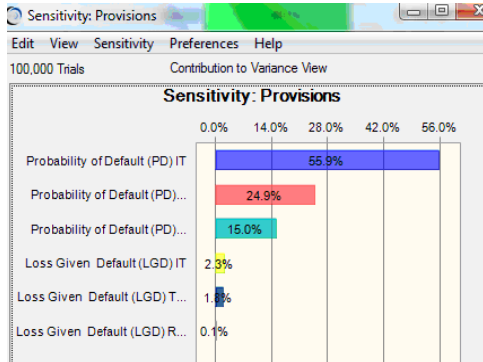 Sensitivity: Provisions
Edit View Sensitivity Preferences Help
100,000 Trials Contribution to Variance View
Sensitivity: Provisions
0.0% 14.0% 28.0% 42.0% 56.0%
Probability of Default (PD) IT 55.9%
Probability of Default (PD)... 24.9%
Probability of Default (PD)... 15.0%
Loss Given Default (LGD) IT 2.3%
Loss Given Default (LGD) T... 1.8%
Loss Given Default (LGD) R... 0.1%